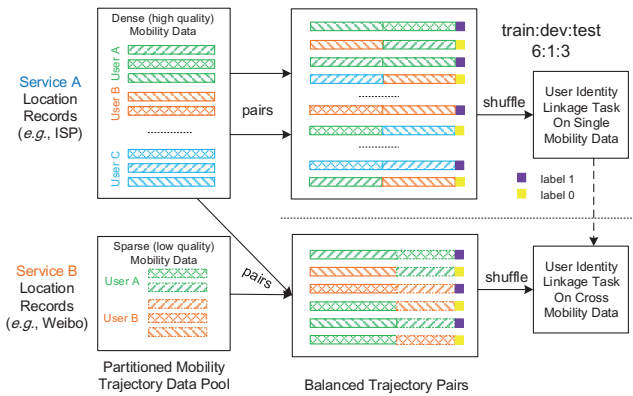 Dense (high quality)
Mobility Data
User A
User B
User C
Service A
Location
Records
(e.g., ISP)
pairs
shuffle
train:dev:test
6:1:3
User Identity
Linkage Task
On Single
Mobility Data
label 1
label 0
Sparse (low quality)
Mobility Data
User A
User B
Service B
Location
Records
(e.g., Weibo)
pairs
shuffle
User Identity
Linkage Task
On Cross
Mobility Data
Partitioned Mobility
Trajectory Data Pool
Balanced Trajectory Pairs